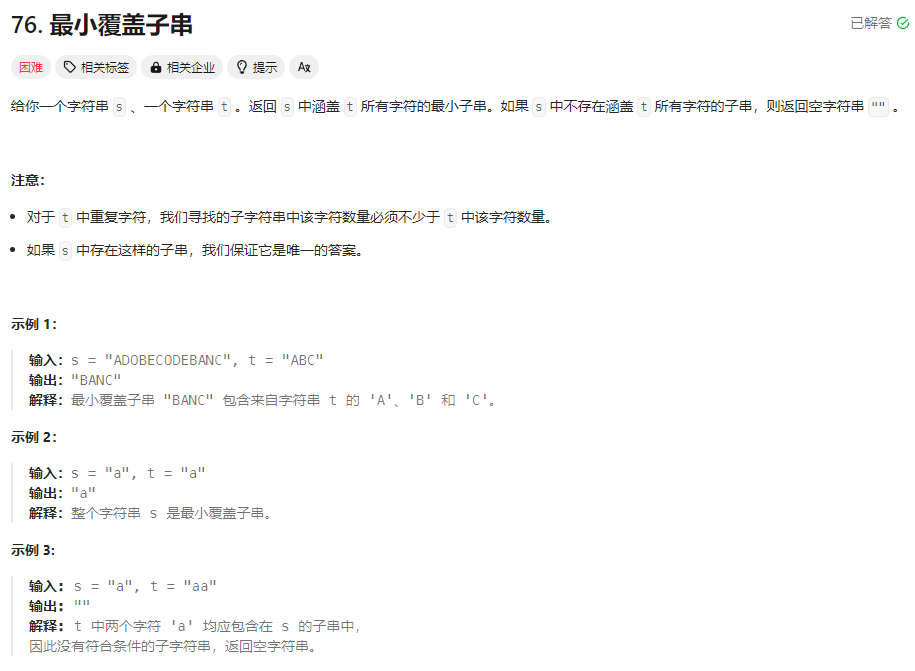 76. 最小覆盖子串
已解答
困难 相关标签 相关企业 提示 Aあ
给你一个字符串 s 、一个字符串 t 。返回 s 中涵盖 t 所有字符的最小子串。如果 s 中不存在涵盖 t 所有字符的子串，则返回空字符串 "" 。
注意：
对于 t 中重复字符，我们寻找的子字符串中该字符数量必须不少于 t 中该字符数量。
如果 s 中存在这样的子串，我们保证它是唯一的答案。
示例 1：
输入：s = "ADOBECODEBANC", t = "ABC"
输出："BANC"
解释：最小覆盖子串 "BANC" 包含来自字符串 t 的 'A'、'B' 和 'C'。
示例 2：
输入：s = "a", t = "a"
输出："a"
解释：整个字符串 s 是最小覆盖子串。
示例 3:
输入: s = "a", t = "aa"
输出: ""
解释: t 中两个字符 'a' 均应包含在 s 的子串中，
因此没有符合条件的子字符串，返回空字符串。